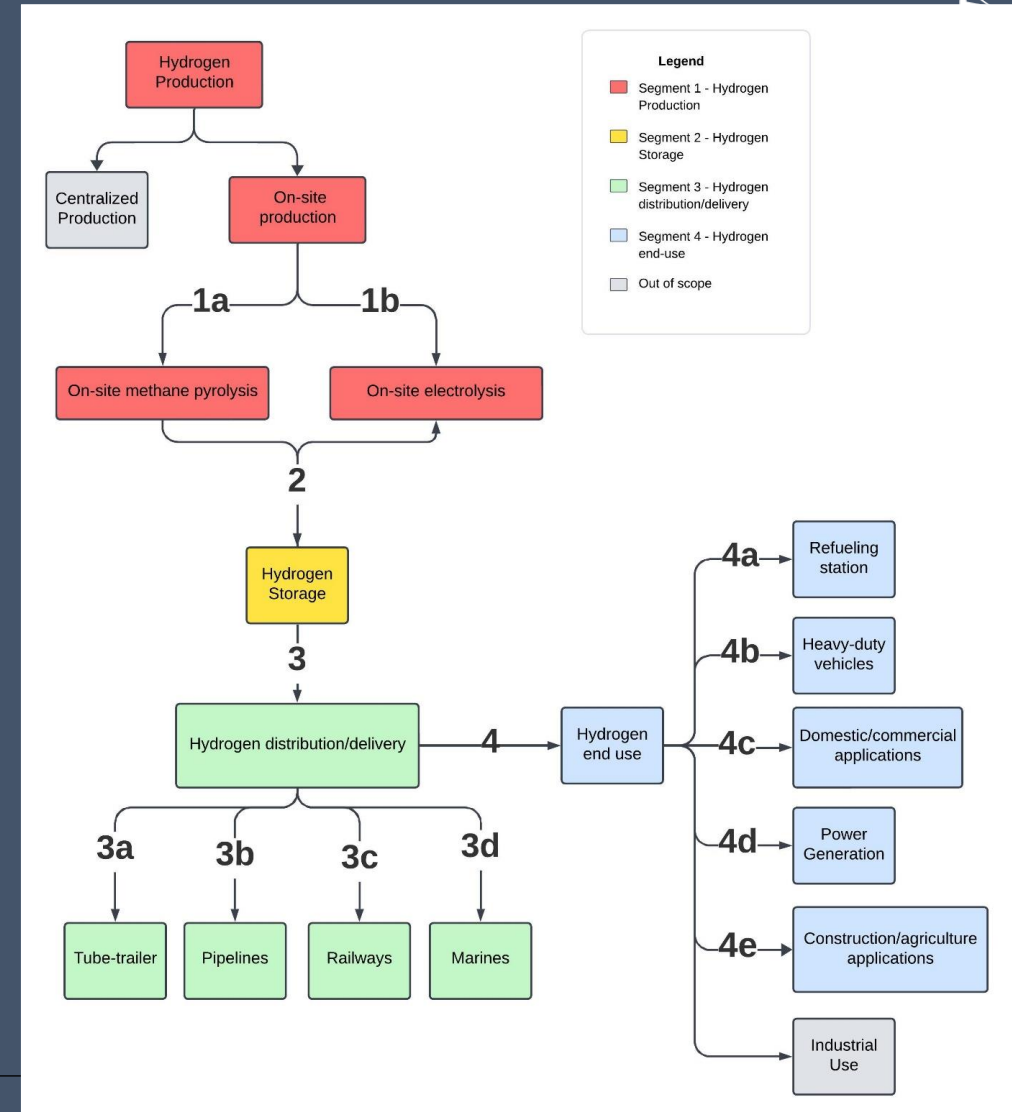 Hydrogen
Production
Legend
Segment 1 - Hydrogen
Production
Segment 2 - Hydrogen
Storage
Segment 3 - Hydrogen
distribution/delivery
Segment 4 - Hydrogen
end-use
Out of scope
Centralized
Production
On-site
production
1a
1b
On-site methane pyrolysis
On-site electrolysis
2
Hydrogen
Storage
3
Hydrogen distribution/delivery
4
Hydrogen
end use
3a
3b
3c
3d
Tube-trailer
Pipelines
Railways
Marines
4a
Refueling
station
4b
Heavy-duty
vehicles
4c
Domestic/commercial
applications
4d
Power
Generation
4e
Construction/agriculture
applications
Industrial
Use